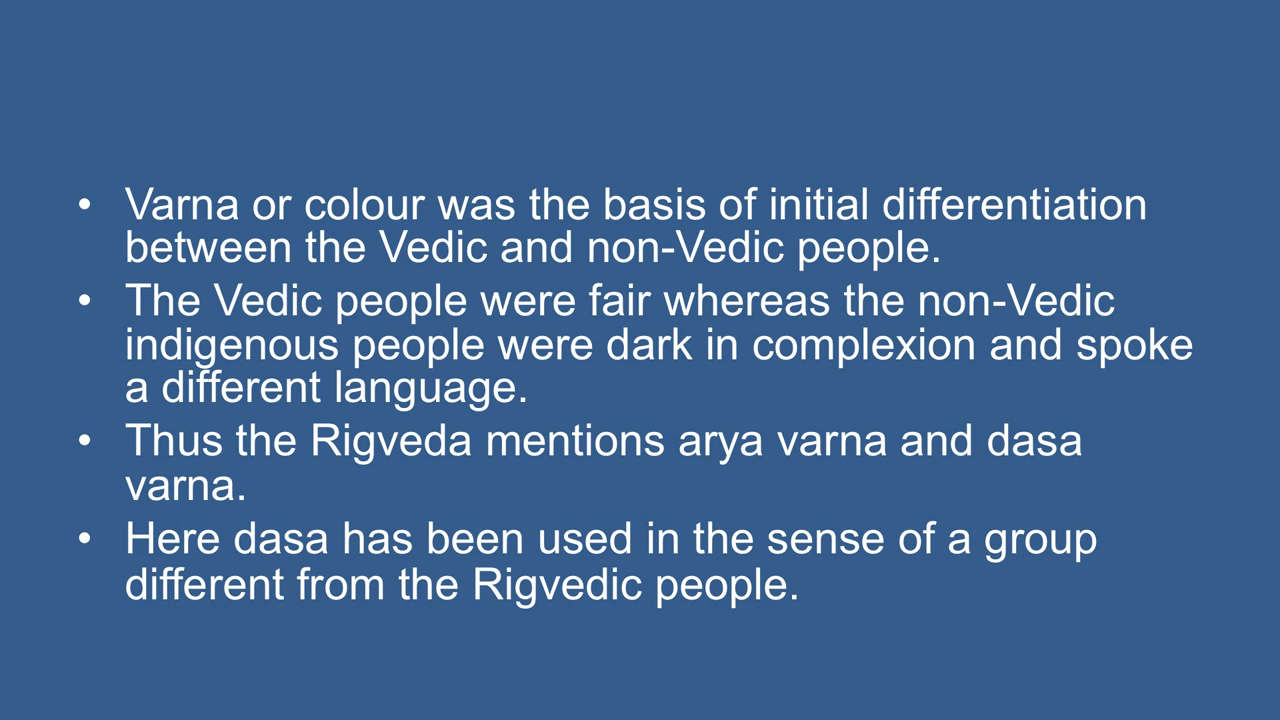 • Varna or colour was the basis of initial differentiation
between the Vedic and non-Vedic people.
• The Vedic people were fair whereas the non-Vedic
indigenous people were dark in complexion and spoke
a different language.
• Thus the Rigveda mentions arya varna and dasa
varna.
• Here dasa has been used in the sense of a group
different from the Rigvedic people.